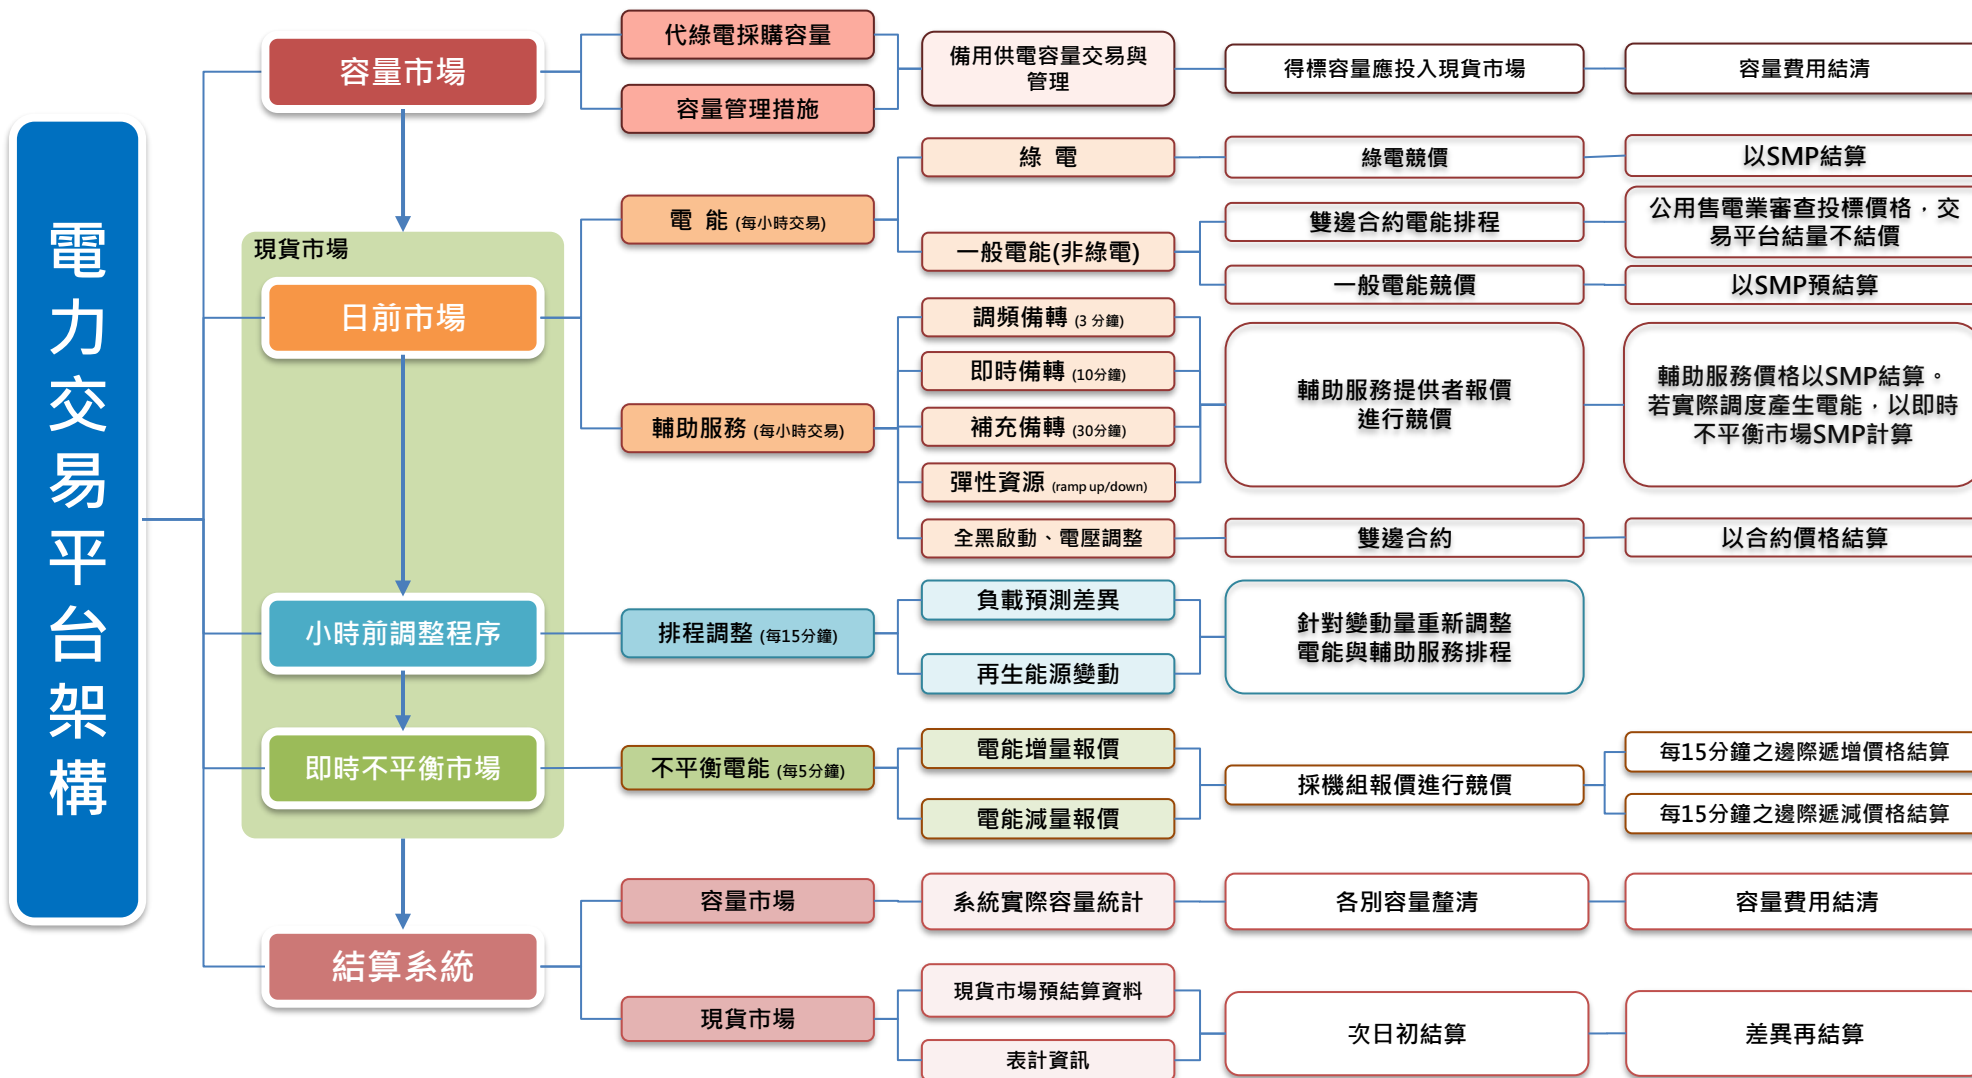 電力交易平台架構
容量市場
代綠電採購容量
容量管理措施
備用供電容量交易與
管理
得標容量應投入現貨市場
容量費用結清
現貨市場
日前市場
電 能 (每小時交易)
綠 電
綠電競價
以SMP結算
一般電能(非綠電)
雙邊合約電能排程
公用售電業審查投標價格，交
易平台結量不結價
一般電能競價
以SMP預結算
輔助服務 (每小時交易)
調頻備轉 (3 分鐘)
即時備轉 (10分鐘)
補充備轉 (30分鐘)
彈性資源 (ramp up/down)
輔助服務提供者報價
進行競價
輔助服務價格以SMP結算。
若實際調度產生電能，以即時
不平衡市場SMP計算
全黑啟動、電壓調整
雙邊合約
以合約價格結算
小時前調整程序
排程調整 (每15分鐘)
負載預測差異
再生能源變動
針對變動量重新調整
電能與輔助服務排程
即時不平衡市場
不平衡電能 (每5分鐘)
電能增量報價
電能減量報價
採機組報價進行競價
每15分鐘之邊際遞增價格結算
每15分鐘之邊際遞減價格結算
結算系統
容量市場
系統實際容量統計
各別容量釐清
容量費用結清
現貨市場
現貨市場預結算資料
表計資訊
次日初結算
差異再結算